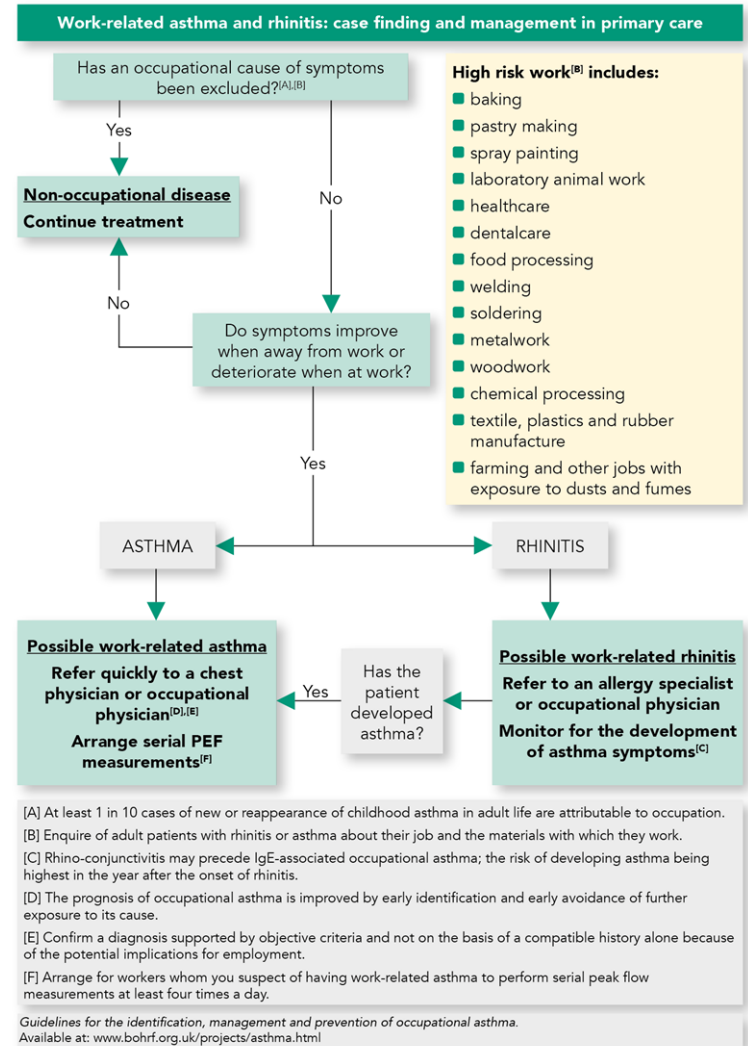 Work-related asthma and rhinitis: case finding and management in primary care
Has an occupational cause of symptoms
been excluded?[A],[B]
Yes
No
Non-occupational disease
Continue treatment
No
Do symptoms improve
when away from work or
deteriorate when at work?
Yes
High risk work[B] includes:
baking
pastry making
spray painting
laboratory animal work
healthcare
dentalcare
food processing
welding
soldering
metalwork
woodwork
chemical processing
textile, plastics and rubber
manufacture
farming and other jobs with
exposure to dusts and fumes
ASTHMA
RHINITIS
Possible work-related asthma
Refer quickly to a chest
physician or occupational
physician[D],[E]
Arrange serial PEF
measurements[F]
Yes
Has the
patient
developed
asthma?
Possible work-related rhinitis
Refer to an allergy specialist
or occupational physician
Monitor for the development
of asthma symptoms[C]
[A] At least 1 in 10 cases of new or reappearance of childhood asthma in adult life are attributable to occupation.
[B] Enquire of adult patients with rhinitis or asthma about their job and the materials with which they work.
[C] Rhino-conjunctivitis may precede IgE-associated occupational asthma; the risk of developing asthma being
highest in the year after the onset of rhinitis.
[D] The prognosis of occupational asthma is improved by early identification and early avoidance of further
exposure to its cause.
[E] Confirm a diagnosis supported by objective criteria and not on the basis of a compatible history alone because
of the potential implications for employment.
[F] Arrange for workers whom you suspect of having work-related asthma to perform serial peak flow
measurements at least four times a day.
Guidelines for the identification, management and prevention of occupational asthma.
Available at: www.bohrf.org.uk/projects/asthma.html